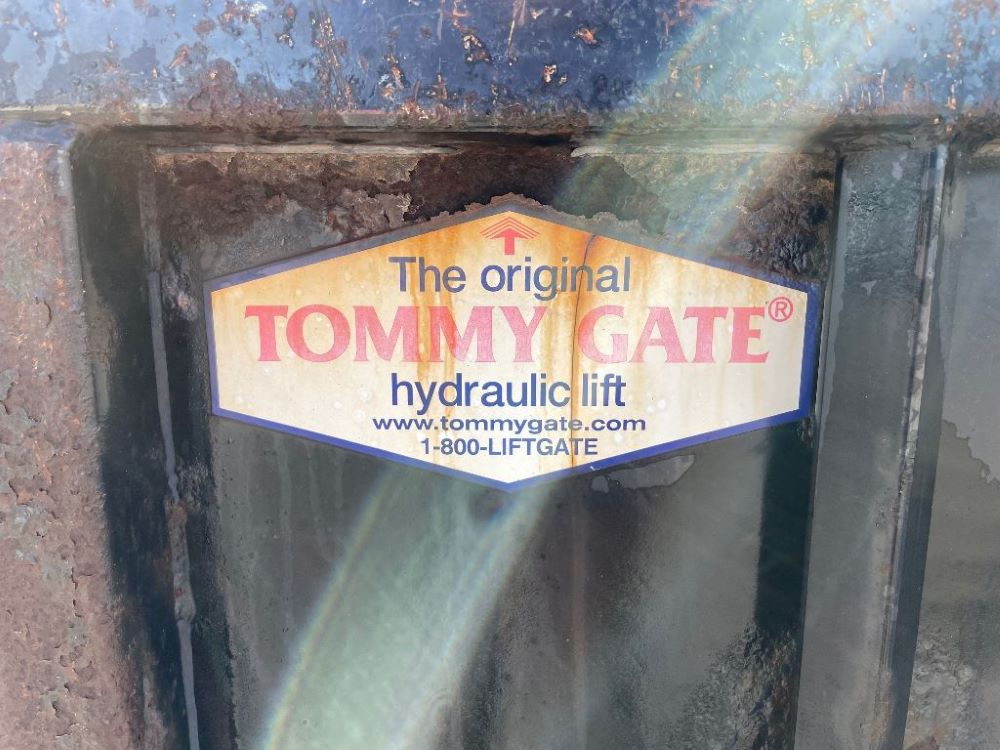 The original
TOMMY GATE®
hydraulic lift
www.tommygate.com
1-800-LIFTGATE